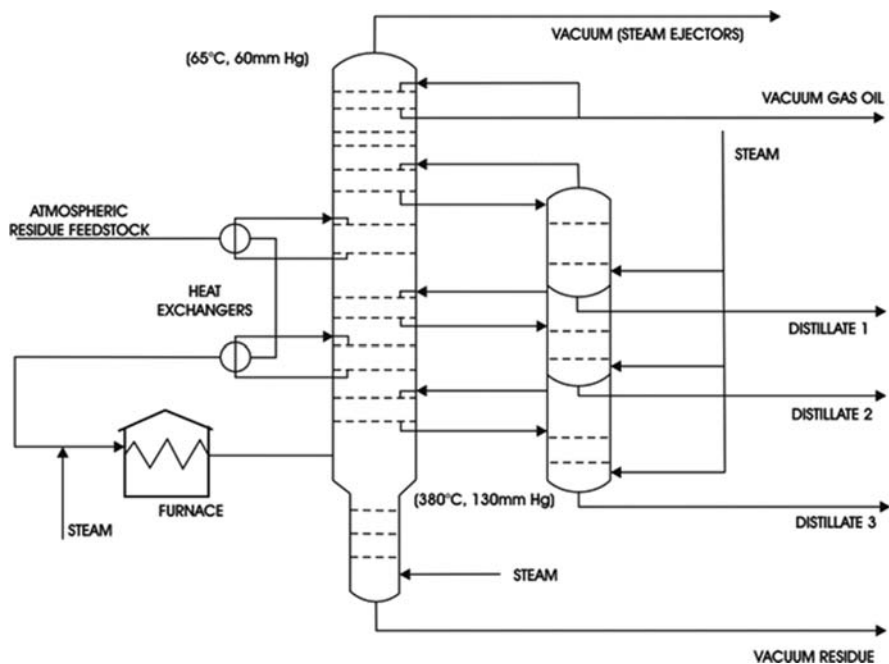 VACUUM (STEAM EJECTORS)
(65°C, 60mm Hg)
VACUUM GAS OIL
STEAM
ATMOSPHERIC
RESIDUE FEEDSTOCK
HEAT
EXCHANGERS
DISTILLATE 1
DISTILLATE 2
(380°C, 130mm Hg)
FURNACE
STEAM
DISTILLATE 3
STEAM
VACUUM RESIDUE